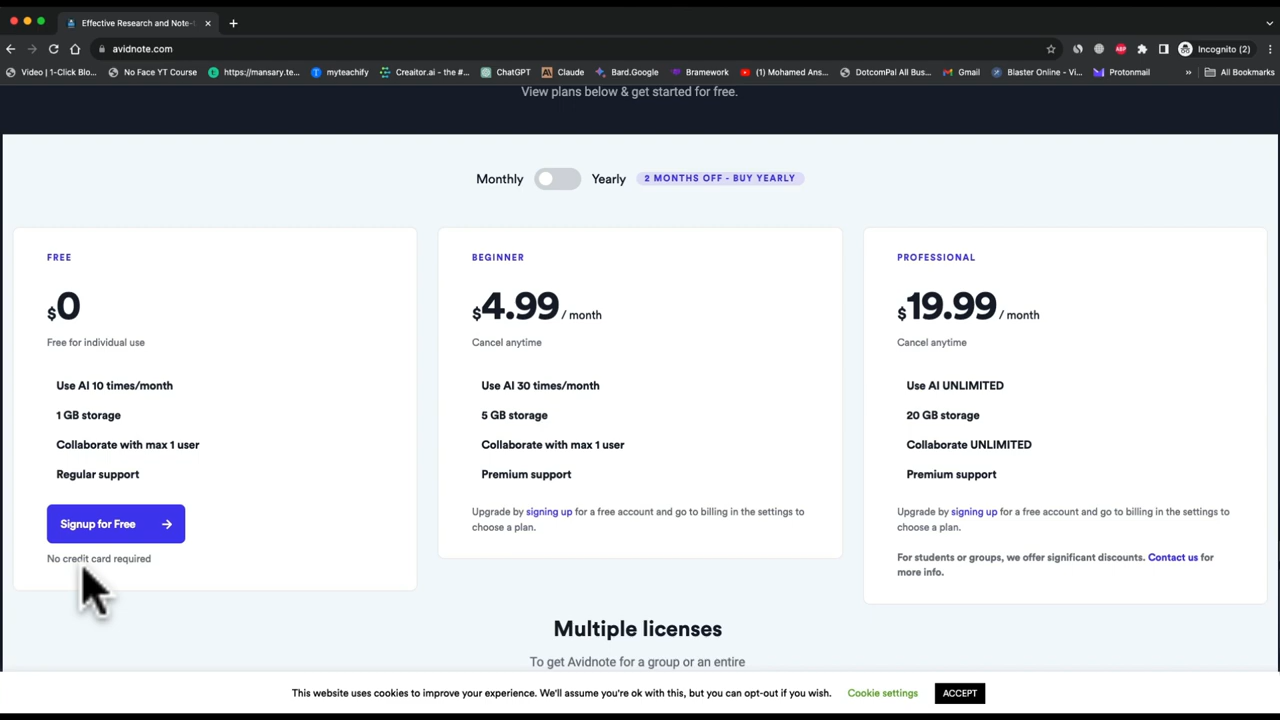 Effective Research and Note-
avidnote.com
Incognito (2)
Video | 1-Click Blo...
No Face YT Course
https://mansary.te...
myteachify
Creator.ai - the #...
ChatGPT
Claude
Bard.Google
Bramework
(1) Mohamed Ans...
DotcomPal All Bus...
Gmail
Blaster Online - Vi...
Protonmail
»
All Bookmarks
View plans below & get started for free.
Monthly
Yearly
2 MONTHS OFF - BUY YEARLY
FREE
$0
Free for individual use
Use AI 10 times/month
1 GB storage
Collaborate with max 1 user
Regular support
Signup for Free
No credit card required
BEGINNER
$4.99 / month
Cancel anytime
Use AI 30 times/month
5 GB storage
Collaborate with max 1 user
Premium support
Upgrade by signing up for a free account and go to billing in the settings to
choose a plan.
PROFESSIONAL
$19.99 / month
Cancel anytime
Use AI UNLIMITED
20 GB storage
Collaborate UNLIMITED
Premium support
Upgrade by signing up for a free account and go to billing in the settings to
choose a plan.
For students or groups, we offer significant discounts. Contact us for
more info.
Multiple licenses
To get Avidnote for a group or an entire
This website uses cookies to improve your experience. We'll assume you're ok with this, but you can opt-out if you wish.
Cookie settings
ACCEPT